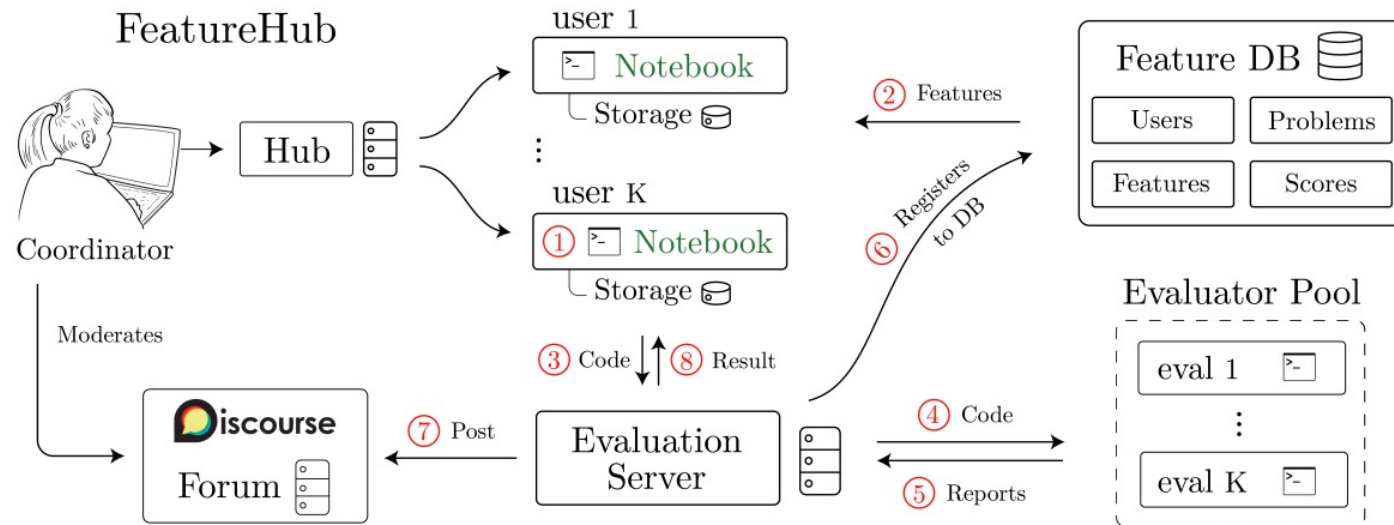 FeatureHub
Coordinator
Moderates
Hub
user 1
>_ Notebook
Storage
⋮
user K
① >_ Notebook
Storage
② Features
Feature DB
Users
Problems
Features
Scores
⑥ Registers
to DB
③ Code
⑧ Result
Evaluation
Server
⑦ Post
Discourse
Forum
④ Code
⑤ Reports
Evaluator Pool
eval 1 >_
⋮
eval K >_